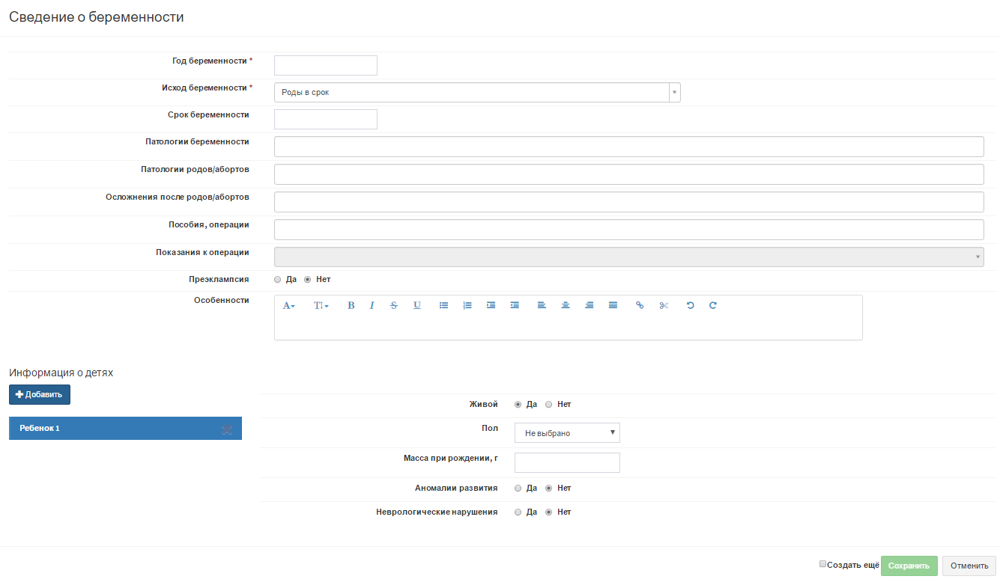 Сведение о беременности
Год беременности *
Исход беременности *
Роды в срок
Срок беременности
Патологии беременности
Патологии родов/абортов
Осложнения после родов/абортов
Пособия, операции
Показания к операции
Преэклампсия
Да Нет
Особенности
Информация о детях
Добавить
Ребенок 1
Живой
Да Нет
Пол
Не выбрано
Масса при рождении, г
Аномалии развития
Да Нет
Неврологические нарушения
Да Нет
Создать ещё Сохранить Отменить